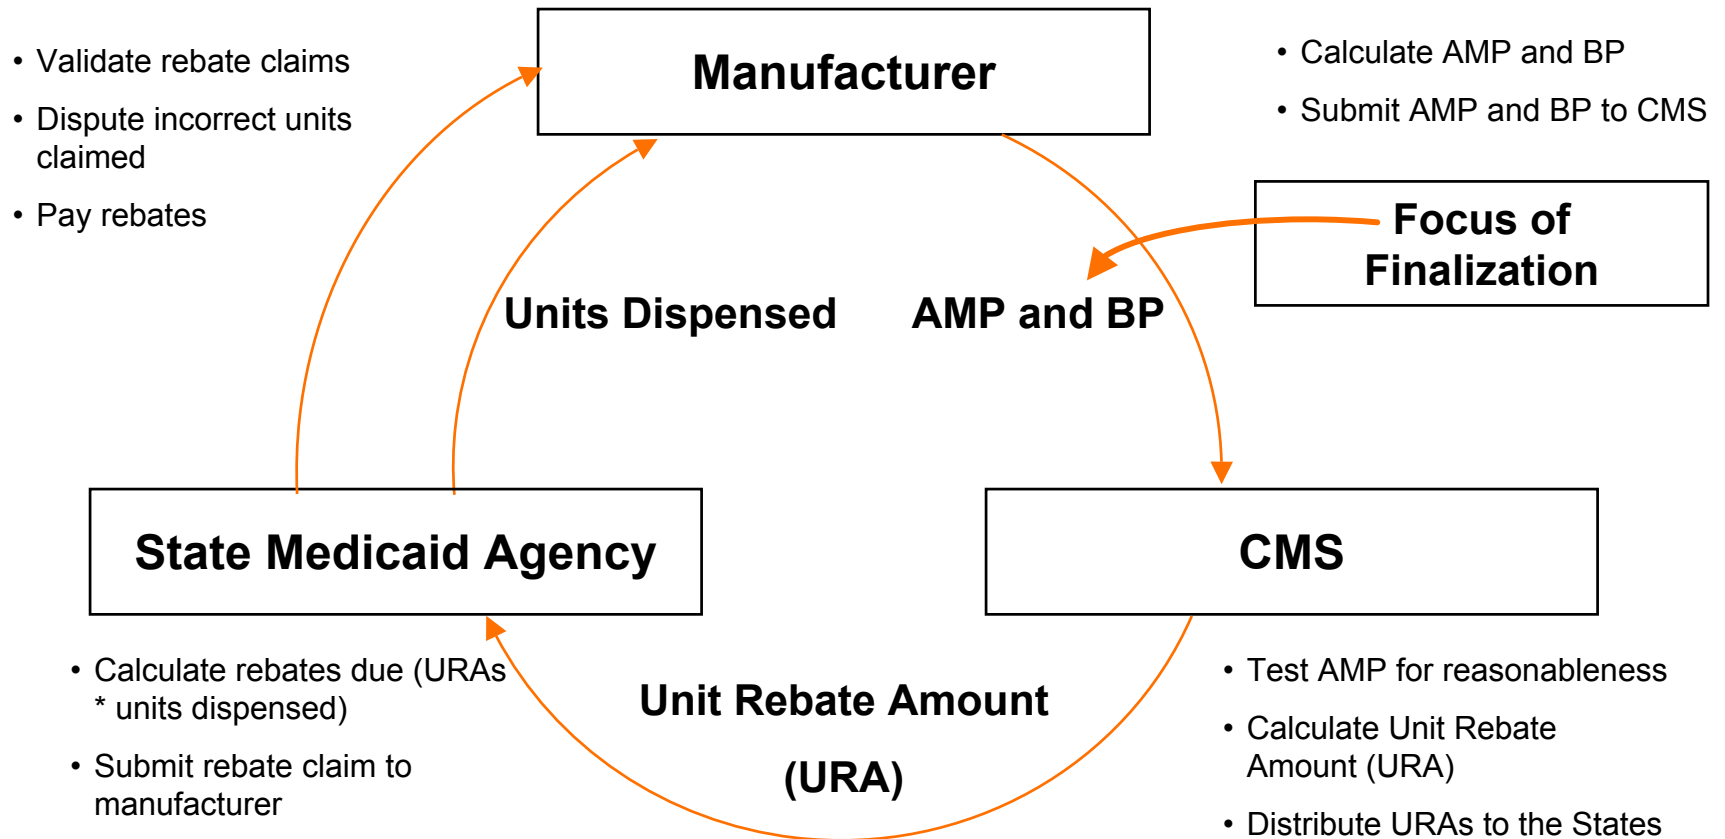 Manufacturer
• Validate rebate claims
• Dispute incorrect units
claimed
• Pay rebates
• Calculate AMP and BP
• Submit AMP and BP to CMS
Focus of
Finalization
Units Dispensed
AMP and BP
State Medicaid Agency
CMS
• Calculate rebates due (URAs
* units dispensed)
• Submit rebate claim to
manufacturer
Unit Rebate Amount
(URA)
• Test AMP for reasonableness
• Calculate Unit Rebate
Amount (URA)
• Distribute URAs to the States